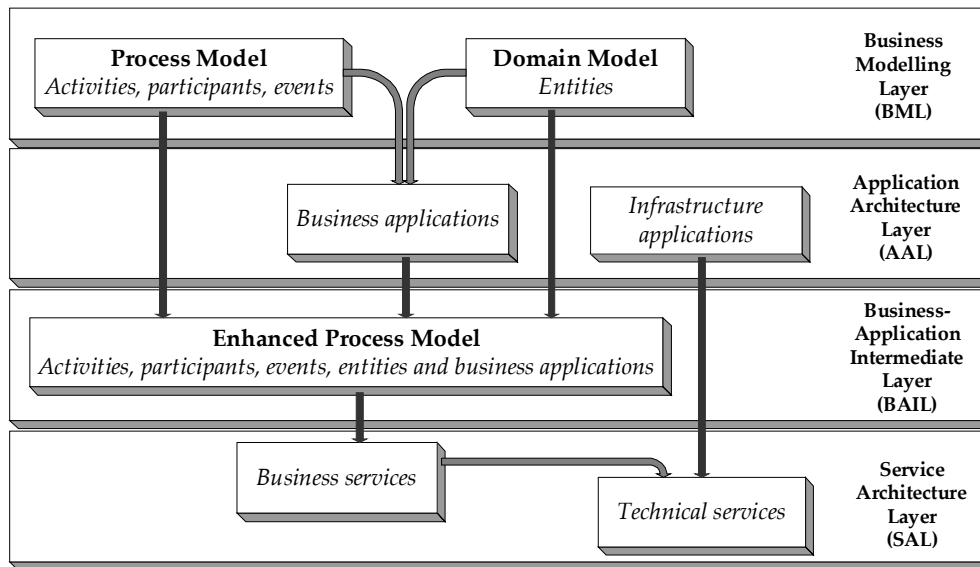 Process Model
Activities, participants, events
Domain Model
Entities
Business
Modelling
Layer
(BML)
Business applications
Infrastructure
applications
Application
Architecture
Layer
(AAL)
Enhanced Process Model
Activities, participants, events, entities and business applications
Business-
Application
Intermediate
Layer
(BAIL)
Business services
Technical services
Service
Architecture
Layer
(SAL)